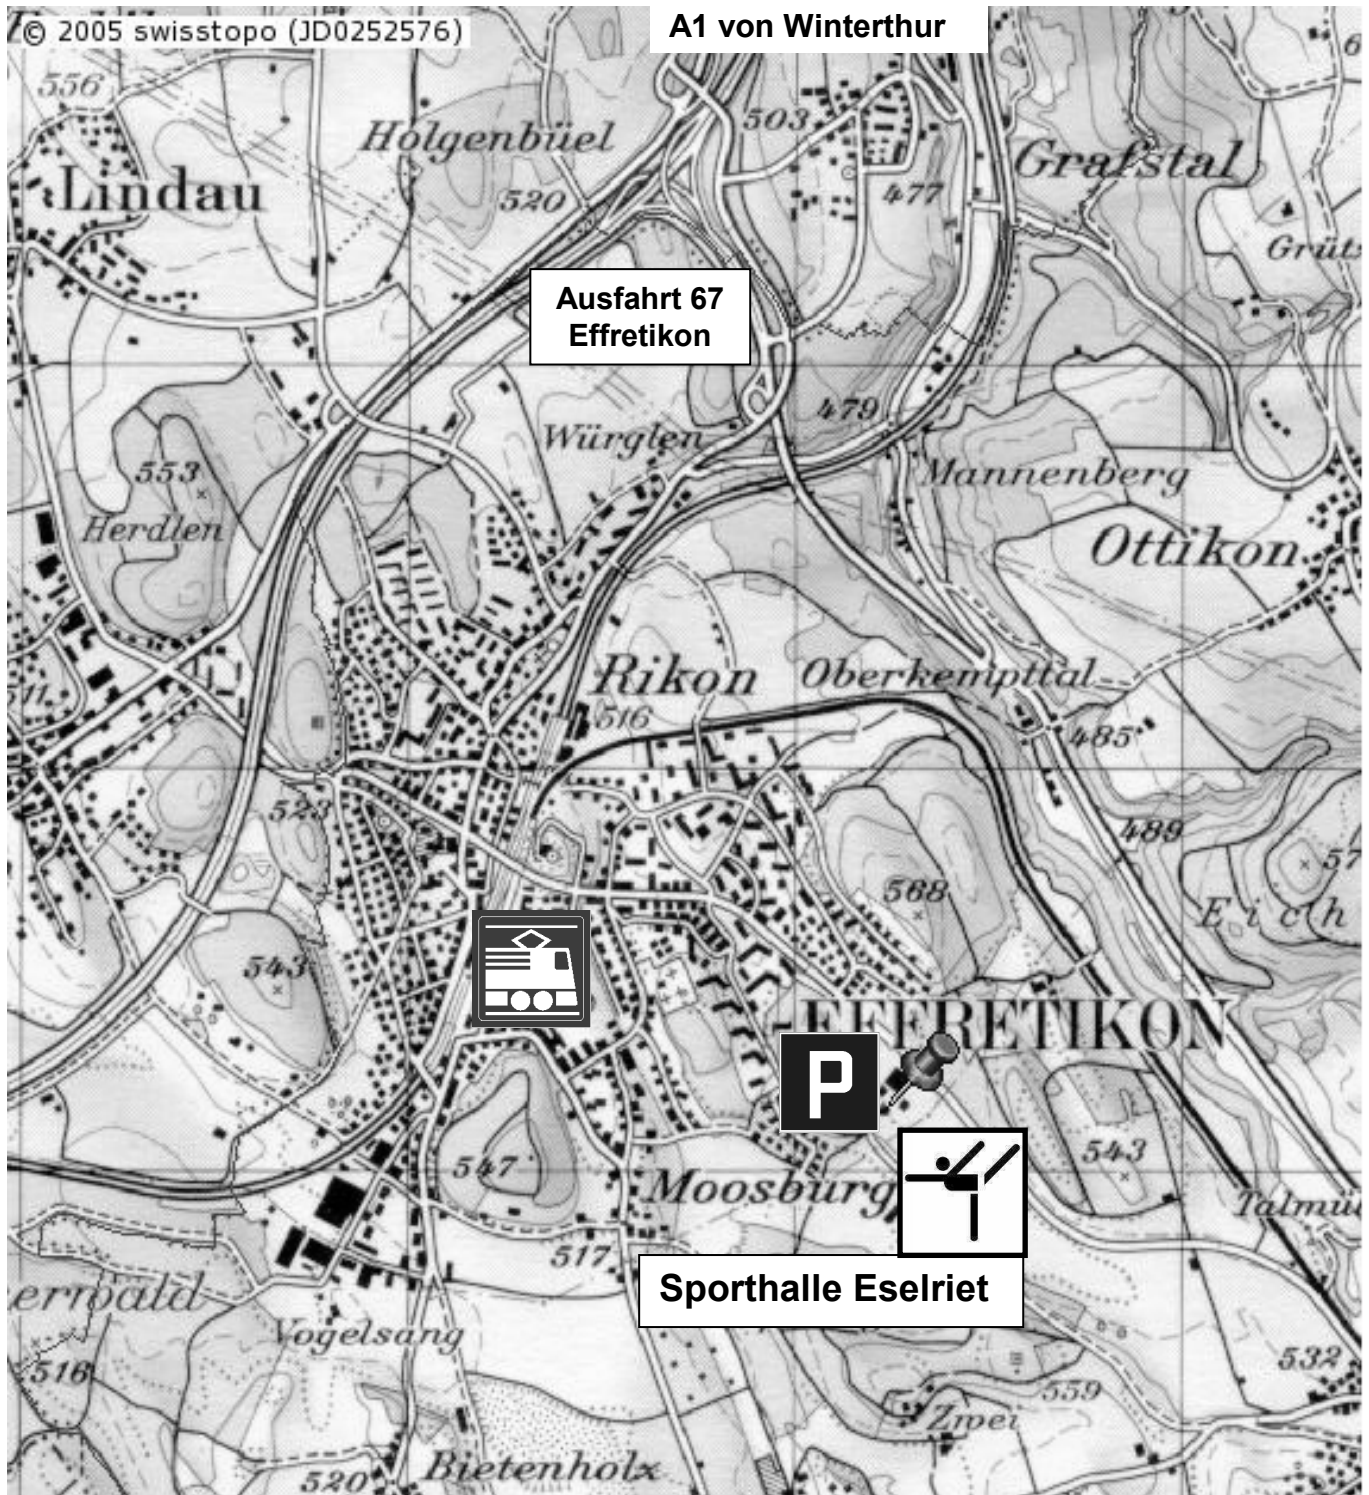 © 2005 swisstopo (JD0252576)
A1 von Winterthur
556
503
Holgenbüel
Grafstal
Lindau
520
477
Ausfahrt 67
Effretikon
479
Würglen
553
Mannenberg
Herdlen
Ottikon
Rikon
Oberkempttal
511
516
485
523
489
568
Eich
543
-EFFRETIKON
P
547
543
Moosburg
517
Sporthalle Eselriet
Vogelsang
516
532
559
Zwei
520
Bietenholz